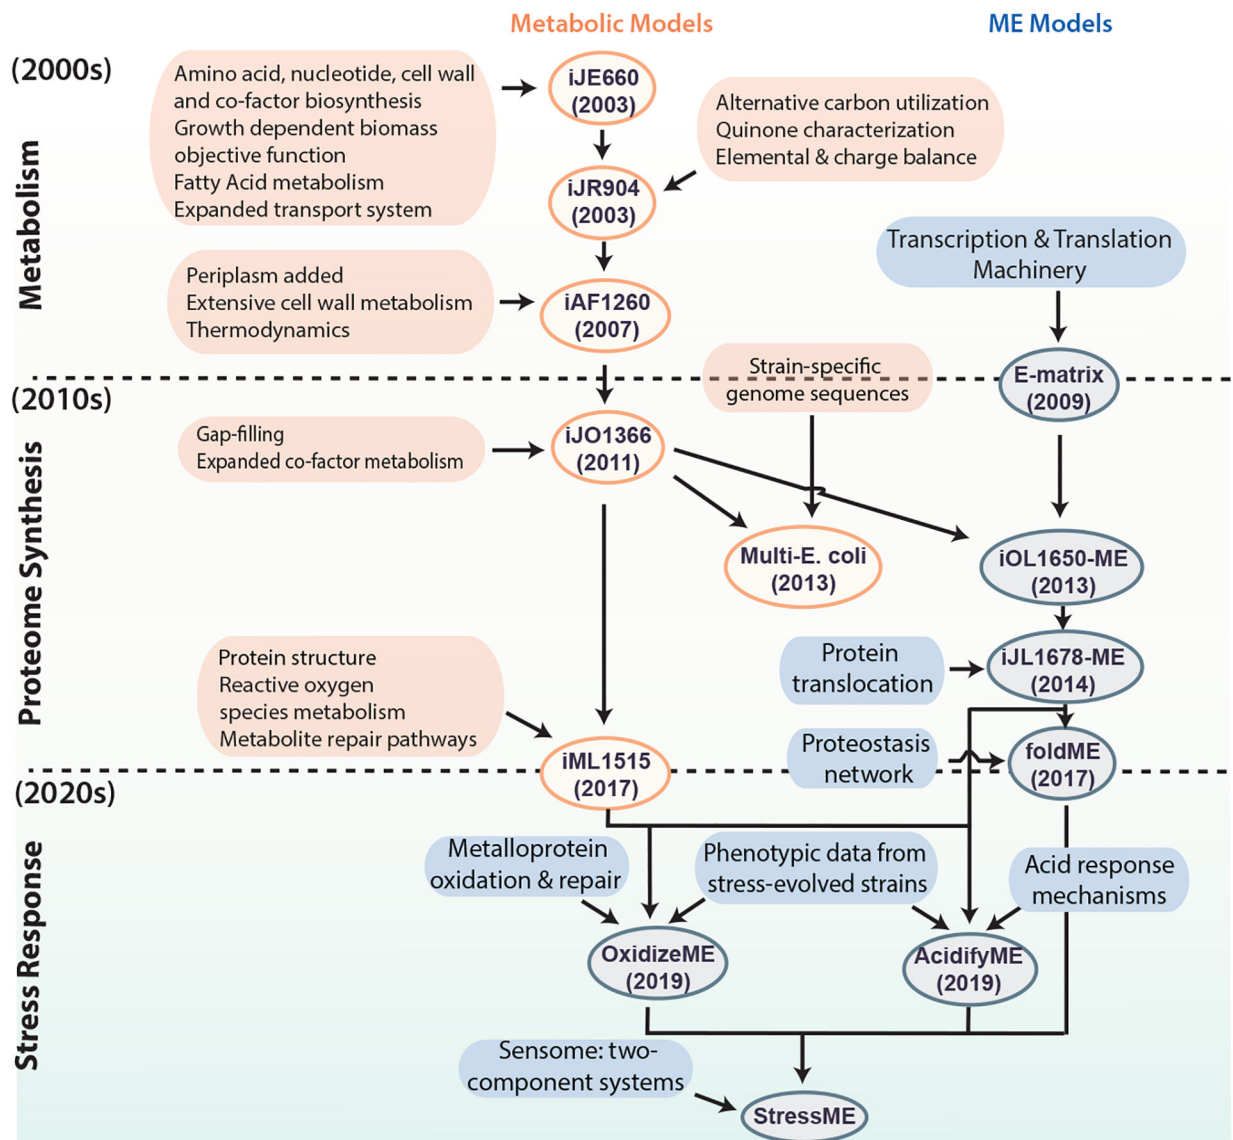 Metabolic Models
ME Models
(2000s)
Metabolism
Amino acid, nucleotide, cell wall
and co-factor biosynthesis
Growth dependent biomass
objective function
Fatty Acid metabolism
Expanded transport system
iJE660
(2003)
Alternative carbon utilization
Quinone characterization
Elemental & charge balance
iJR904
(2003)
Transcription & Translation
Machinery
Periplasm added
Extensive cell wall metabolism
Thermodynamics
iAF1260
(2007)
Strain-specific
genome sequences
E-matrix
(2009)
(2010s)
Proteome Synthesis
Gap-filling
Expanded co-factor metabolism
iJO1366
(2011)
Multi-E. coli
(2013)
iOL1650-ME
(2013)
Protein
translocation
iJL1678-ME
(2014)
Protein structure
Reactive oxygen
species metabolism
Metabolite repair pathways
Proteostasis
network
foldME
(2017)
iML1515
(2017)
(2020s)
Stress Response
Metalloprotein
oxidation & repair
Phenotypic data from
stress-evolved strains
Acid response
mechanisms
OxidizeME
(2019)
AcidifyME
(2019)
Sensome: two-
component systems
StressME